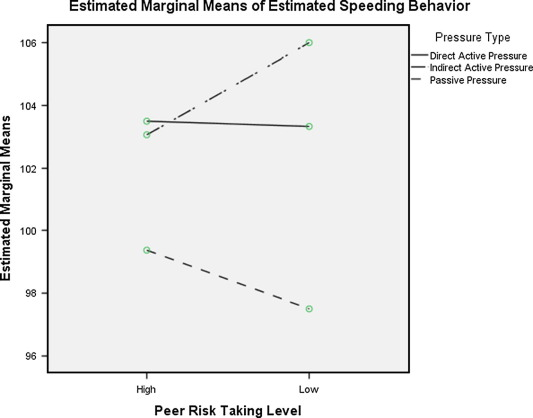 Estimated Marginal Means of Estimated Speeding Behavior
Pressure Type
Direct Active Pressure
Indirect Active Pressure
Passive Pressure
Estimated Marginal Means
106
104
102
100
98
96
High
Low
Peer Risk Taking Level